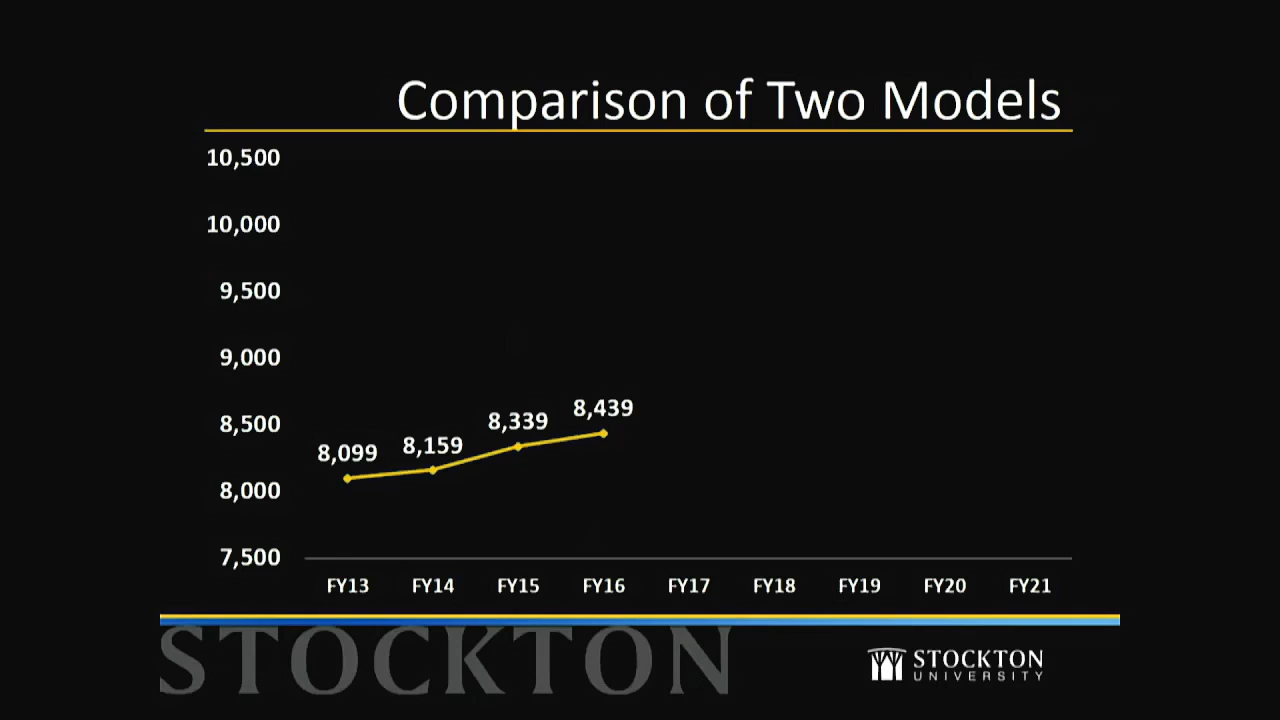 Comparison of Two Models
10,500
10,000
9,500
9,000
8,500
8,000
7,500
8,099
8,159
8,339
8,439
FY13 FY14 FY15 FY16 FY17 FY18 FY19 FY20 FY21
STOCKTON
STOCKTON
UNIVERSITY